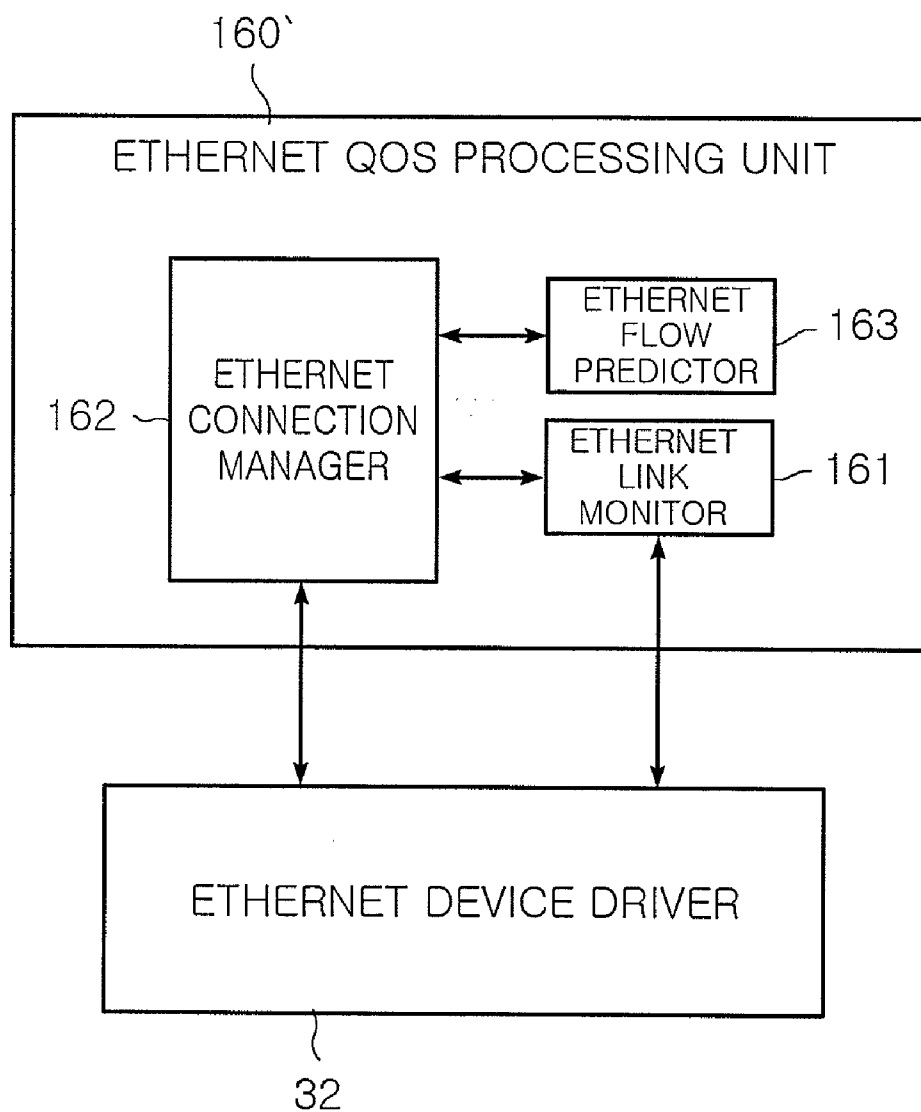 160`
ETHERNET QOS PROCESSING UNIT
ETHERNET
FLOW
PREDICTOR
163
ETHERNET
CONNECTION
MANAGER
162
ETHERNET
LINK
MONITOR
161
ETHERNET DEVICE DRIVER
32